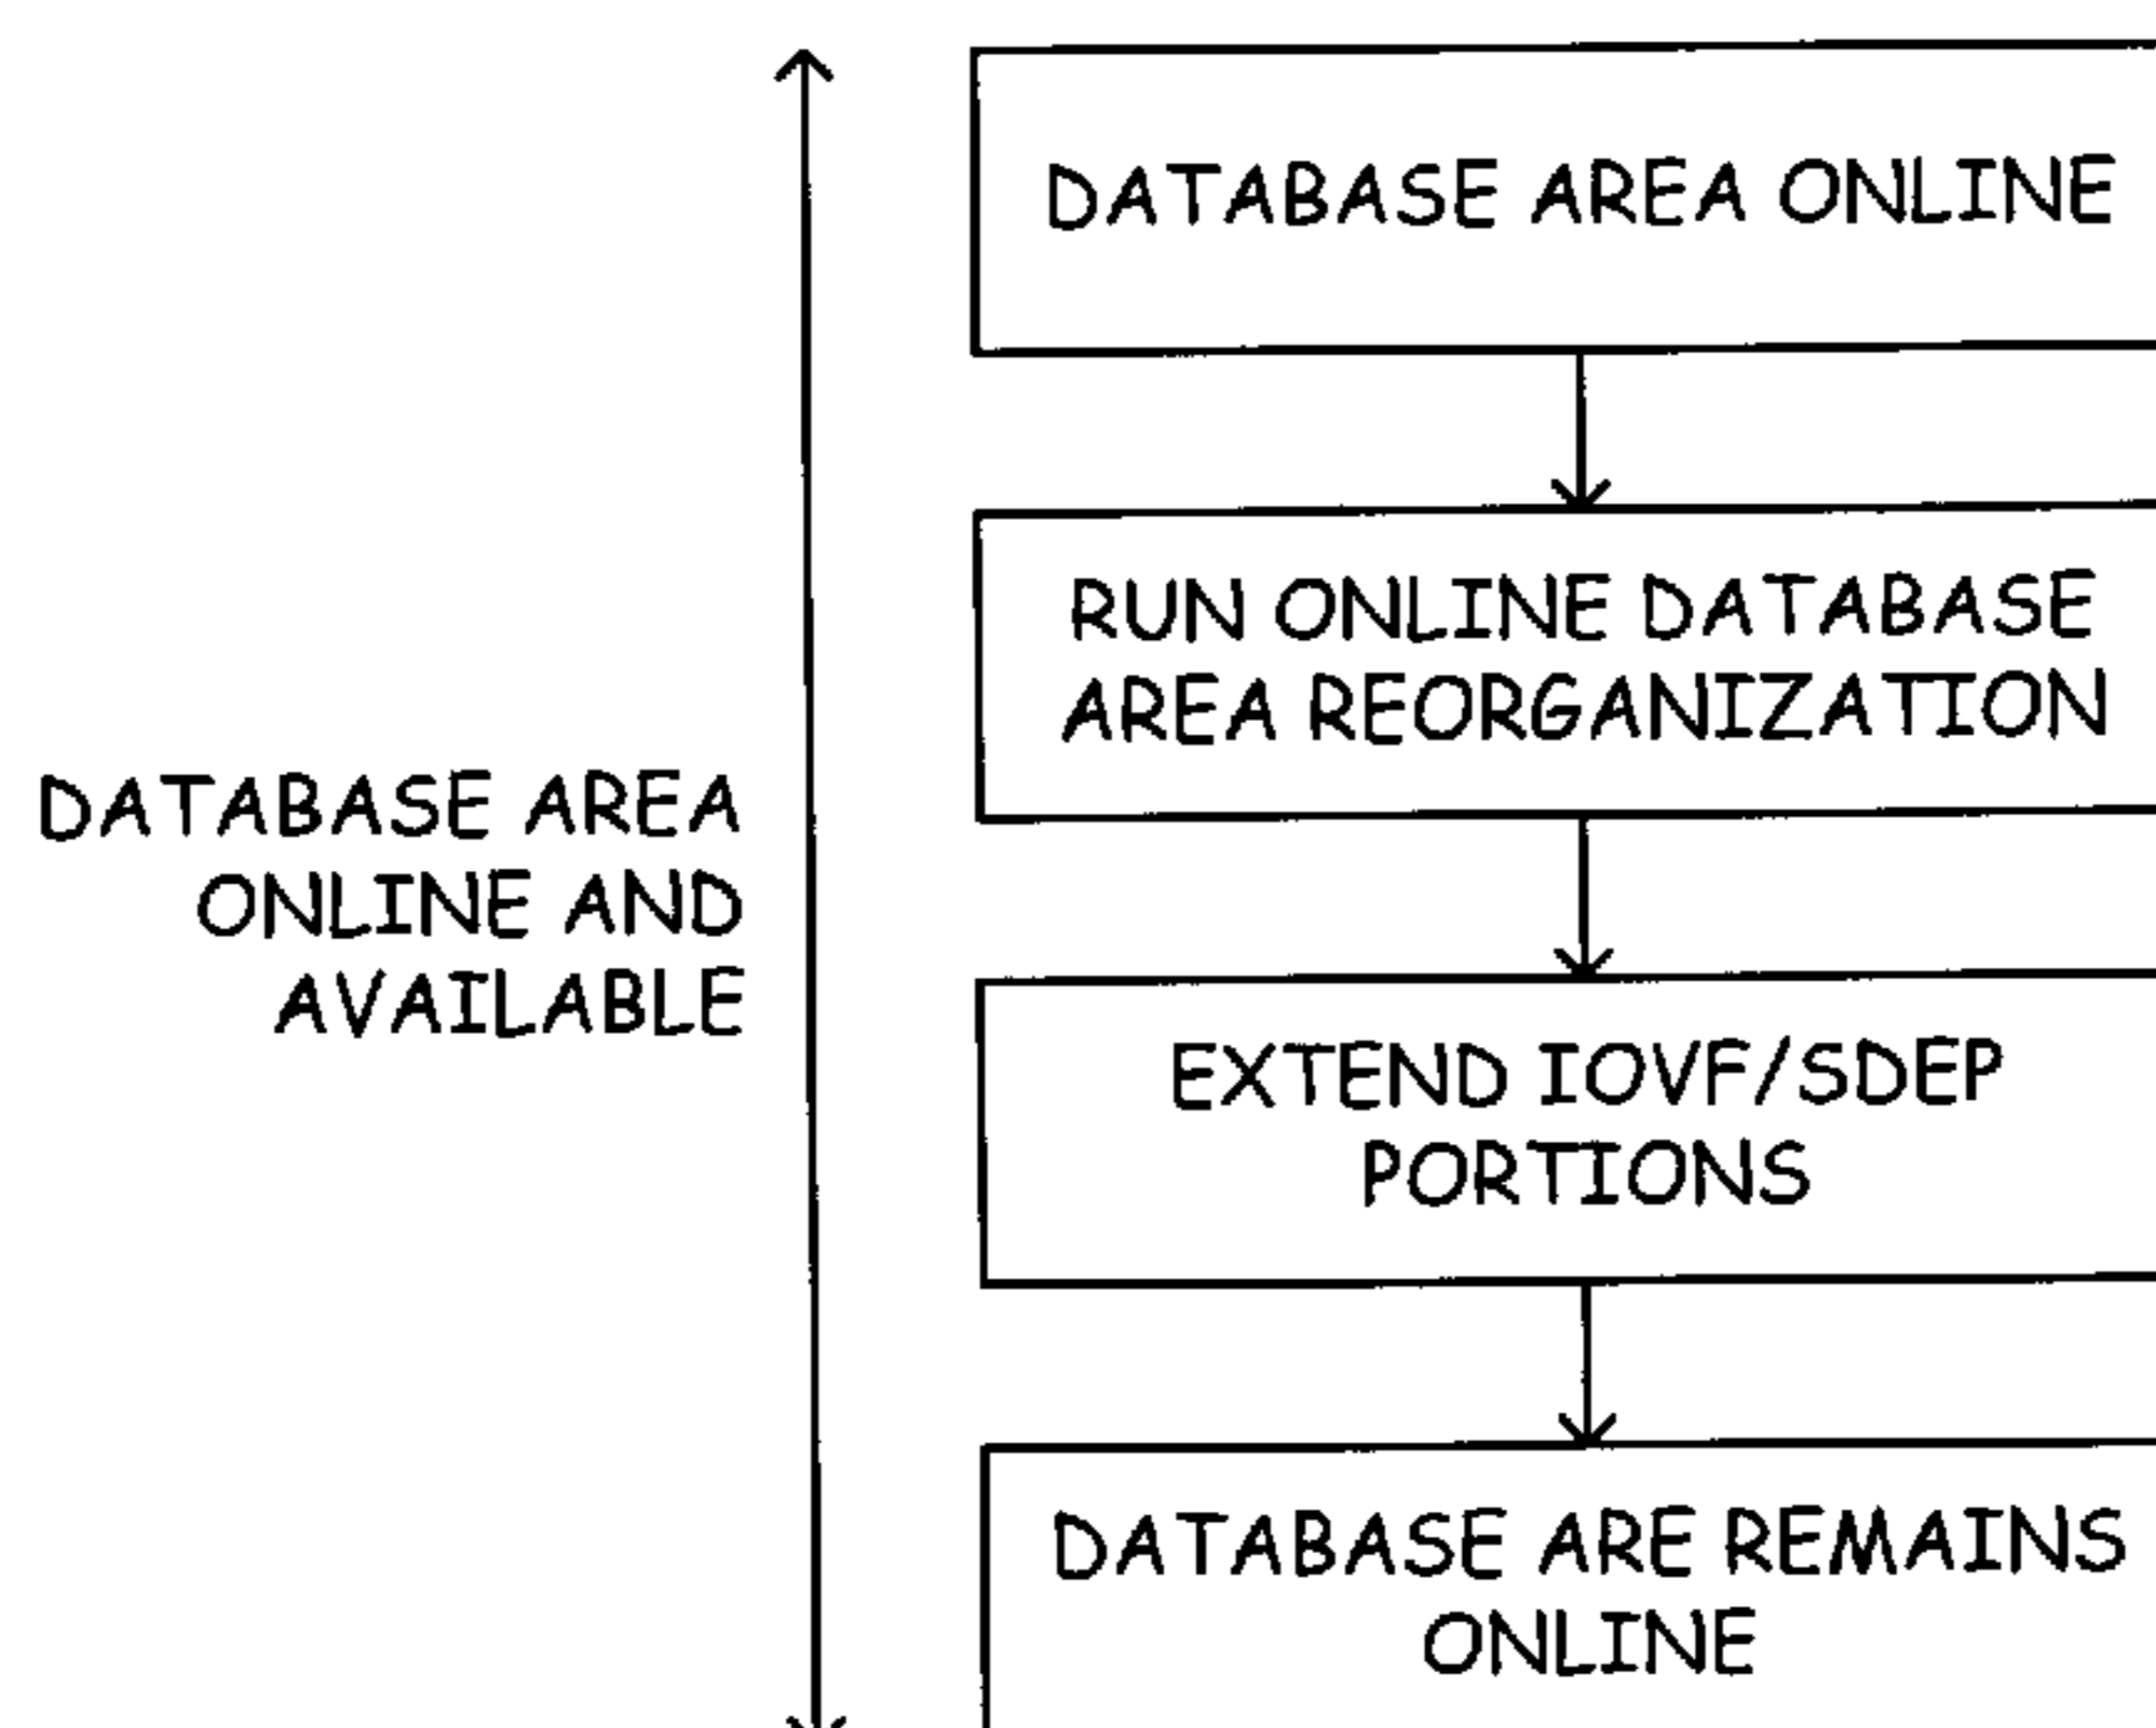 DATABASE AREA ONLINE
RUN ONLINE DATABASE
AREA REORGANIZATION
DATABASE AREA
ONLINE AND
AVAILABLE
EXTEND IOVF/SDEP
PORTIONS
DATABASE ARE REMAINS
ONLINE